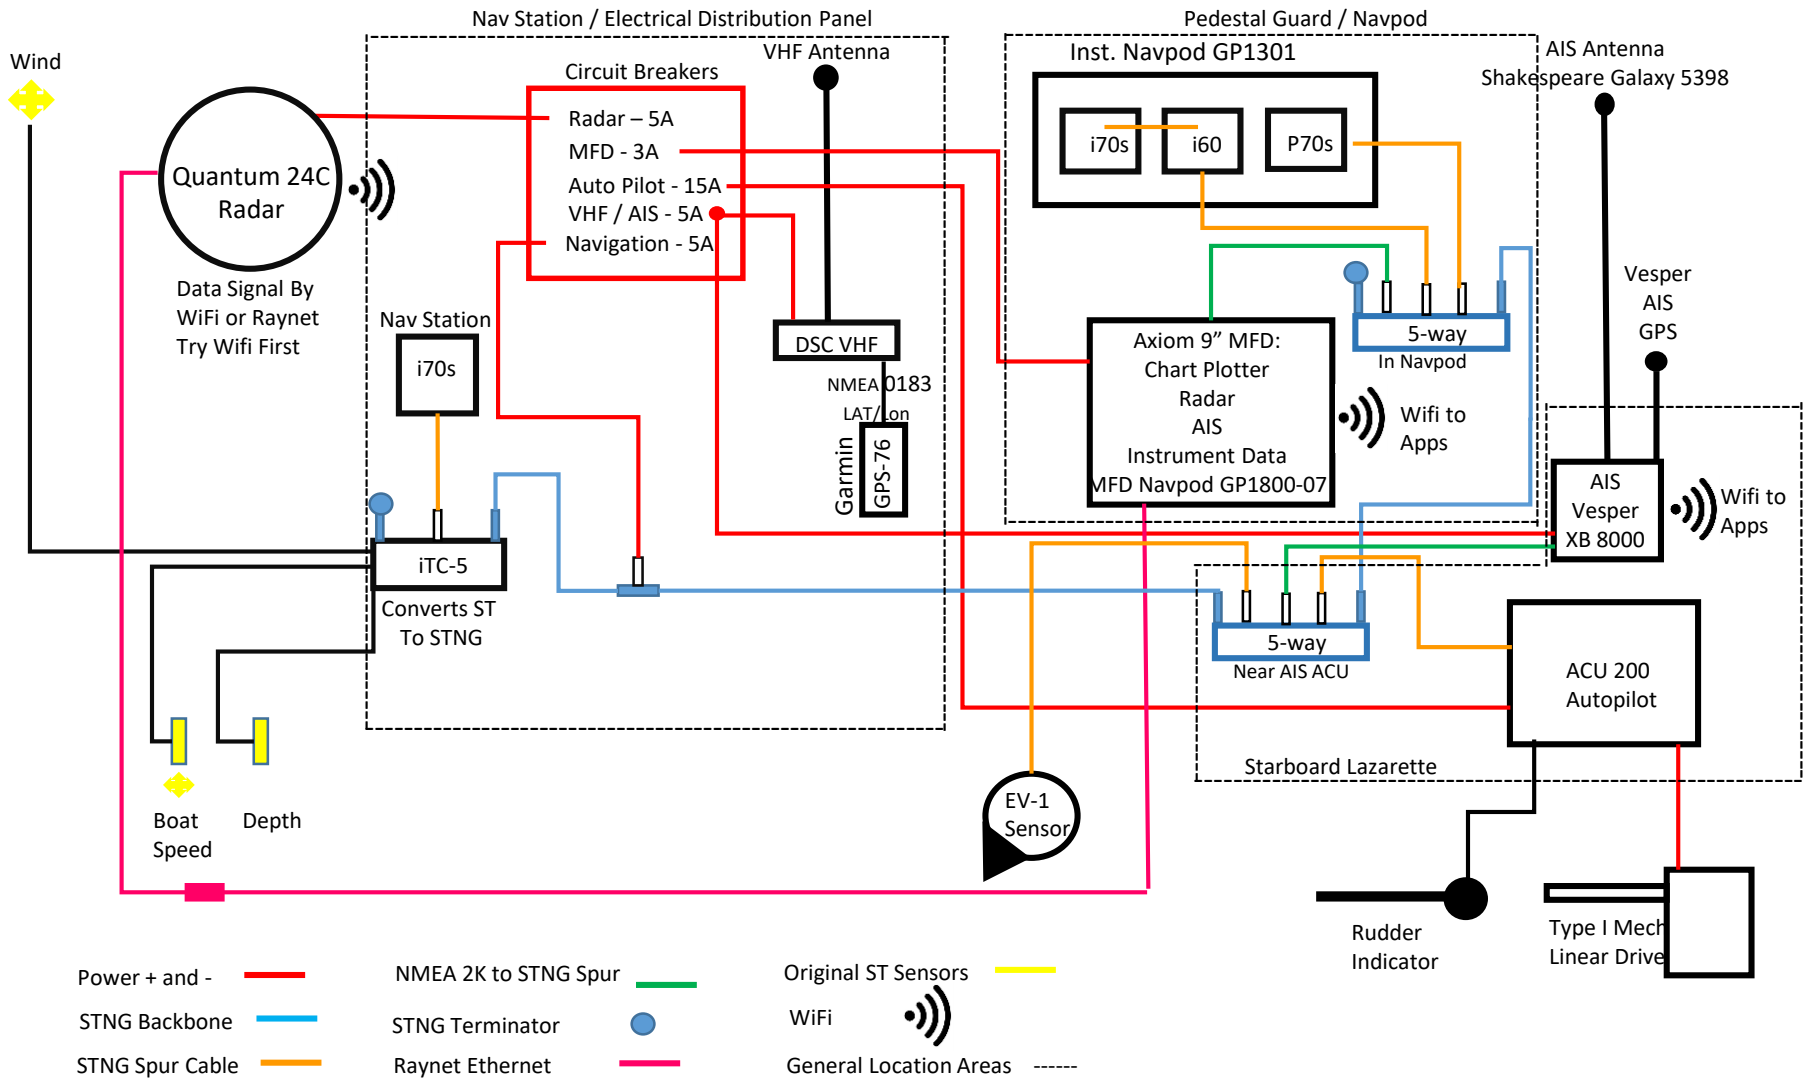 Nav Station / Electrical Distribution Panel
Pedestal Guard / Navpod
Wind
VHF Antenna
Inst. Navpod GP1301
AIS Antenna
Shakespeare Galaxy 5398
Circuit Breakers
Radar – 5A
MFD - 3A
Auto Pilot - 15A
VHF / AIS - 5A
Navigation - 5A
i70s
i60
P70s
Quantum 24C
Radar
Data Signal By
WiFi or Raynet
Try Wifi First
Nav Station
i70s
DSC VHF
NMEA 0183
LAT/Lon
Garmin
GPS-76
Axiom 9” MFD:
Chart Plotter
Radar
AIS
Instrument Data
MFD Navpod GP1800-07
5-way
In Navpod
Wifi to
Apps
Vesper
AIS
GPS
AIS
Vesper
XB 8000
Wifi to
Apps
iTC-5
Converts ST
To STNG
5-way
Near AIS ACU
ACU 200
Autopilot
Starboard Lazarette
EV-1
Sensor
Boat
Speed
Depth
Rudder
Indicator
Type I Mech
Linear Drive
Power + and -
NMEA 2K to STNG Spur
Original ST Sensors
STNG Backbone
STNG Terminator
WiFi
STNG Spur Cable
Raynet Ethernet
General Location Areas ------